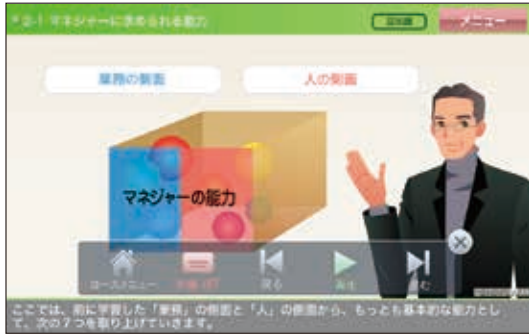 2-1 マネジャーに求められる能力
メニュー
業務の側面
人の側面
マネジャーの能力
コースメニュー
字幕 OFF
戻る
再生
進む
ここでは、前に学習した「業務」の側面と「人」の側面から、もっとも基本的な能力とし
て、次の7つを取り上げていきます。